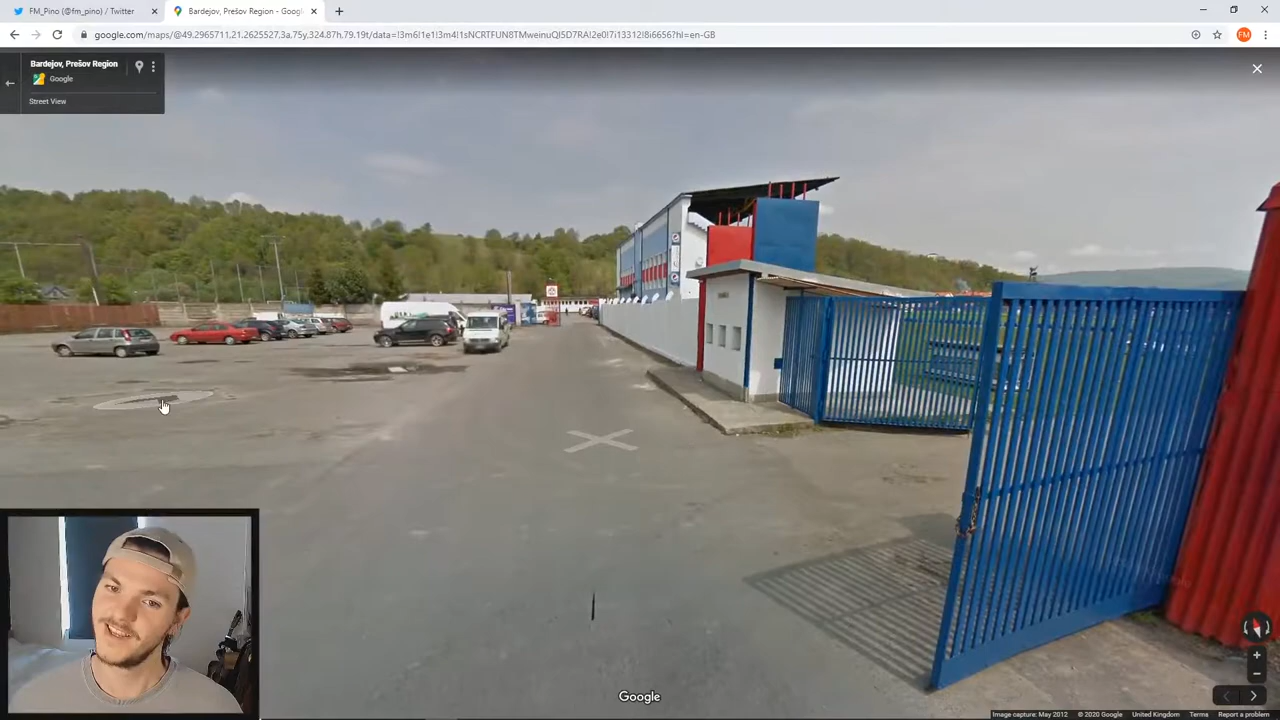 FM_Pino (@fm_pino) / Twitter
Bardejov, Prešov Region - Googl
google.com/maps/@49.2965711,21.2625527,3a,75y,324.87h,79.19t/data=!3m6!1e1!3m4!1sNCRTFUN8TMweinuQI5D7RA!2e0!7i13312!8i6656?hl=en-GB
FM
Bardejov, Prešov Region
Google
Street View
Google
Image capture: May 2012 © 2020 Google United Kingdom Terms Report a problem